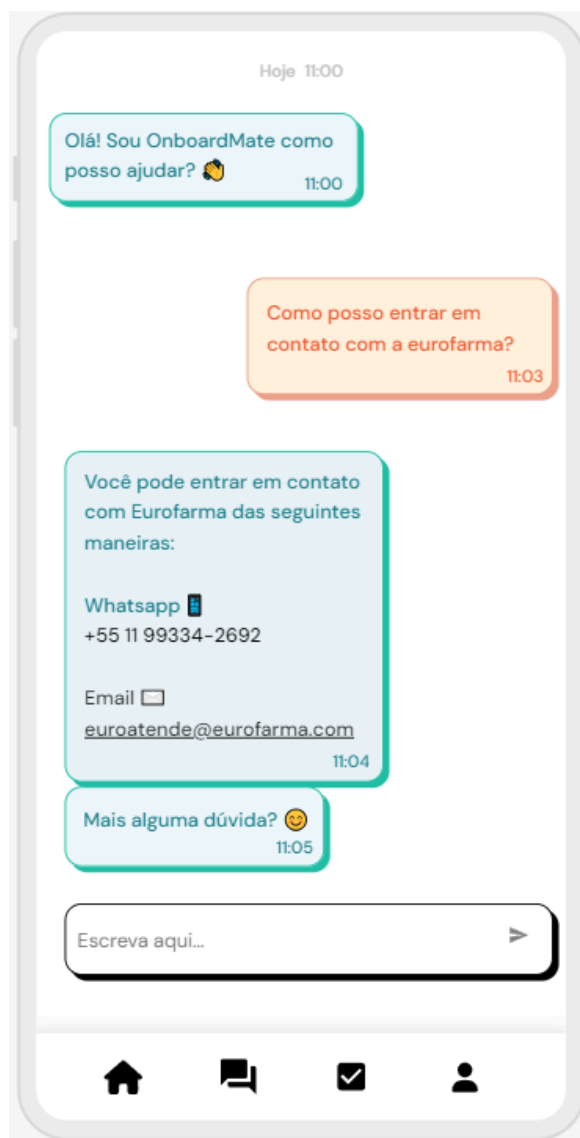 Hoje 11:00
Olá! Sou OnboardMate como
posso ajudar? 👏
11:00
Como posso entrar em
contato com a eurofarma?
11:03
Você pode entrar em contato
com Eurofarma das seguintes
maneiras:
Whatsapp 📱
+55 11 99334-2692
Email ✉️
euroatende@eurofarma.com
11:04
Mais alguma dúvida? 😊
11:05
Escreva aqui...